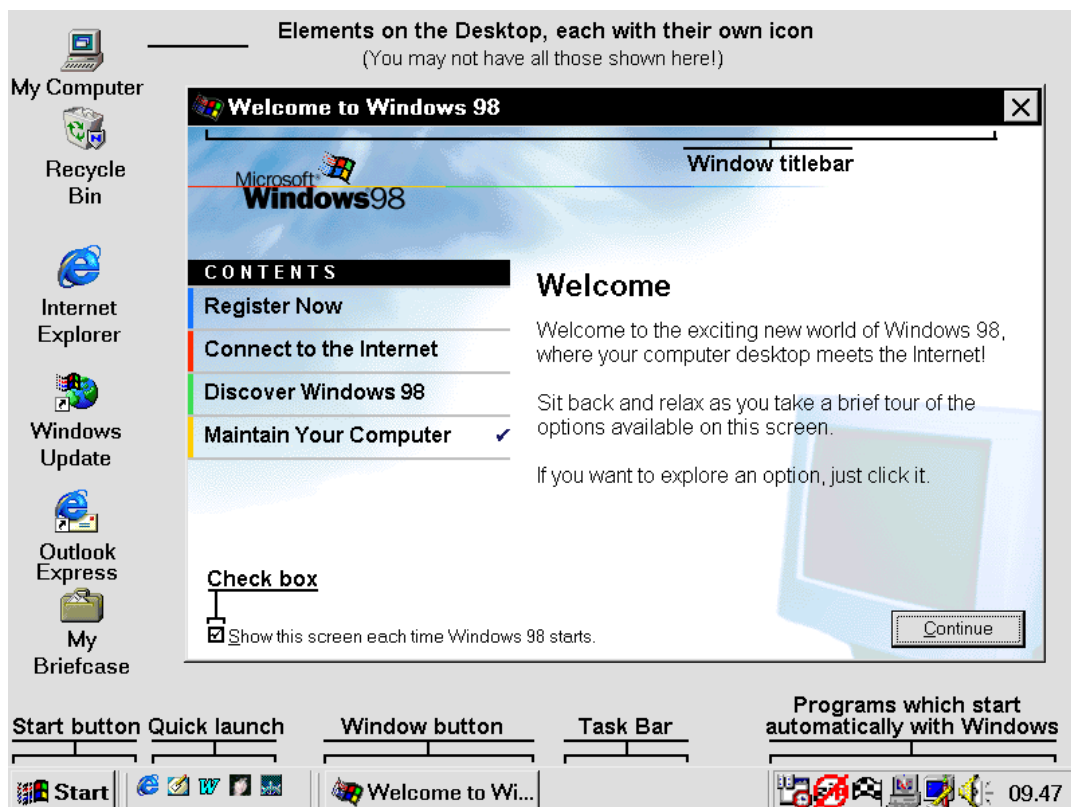 Elements on the Desktop, each with their own icon
(You may not have all those shown here!)
My Computer
Recycle
Bin
Internet
Explorer
Windows
Update
Outlook
Express
My
Briefcase
Welcome to Windows 98
Window titlebar
Microsoft
Windows98
CONTENTS
Register Now
Connect to the Internet
Discover Windows 98
Maintain Your Computer
Welcome
Welcome to the exciting new world of Windows 98,
where your computer desktop meets the Internet!
Sit back and relax as you take a brief tour of the
options available on this screen.
If you want to explore an option, just click it.
Check box
Show this screen each time Windows 98 starts.
Continue
Start button
Quick launch
Window button
Task Bar
Programs which start
automatically with Windows
Start
Welcome to Wi...
09.47